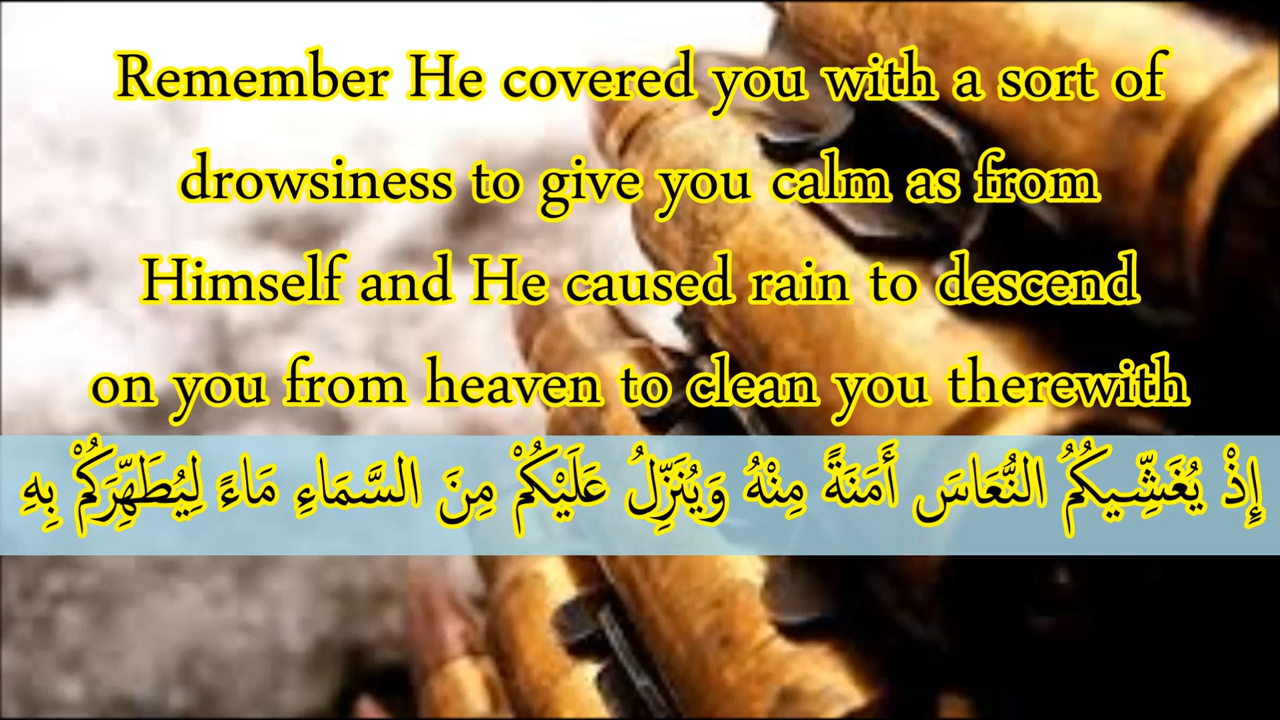 Remember He covered you with a sort of
drowsiness to give you calm as from
Himself and He caused rain to descend
on you from heaven to clean you therewith
إِذْ يُغَشِّيكُمُ النُّعَاسَ أَمَنَةً مِنْهُ وَيُنَزِّلُ عَلَيْكُمْ مِنَ السَّمَاءِ مَاءً لِيُطَهِّرَكُمْ بِهِ